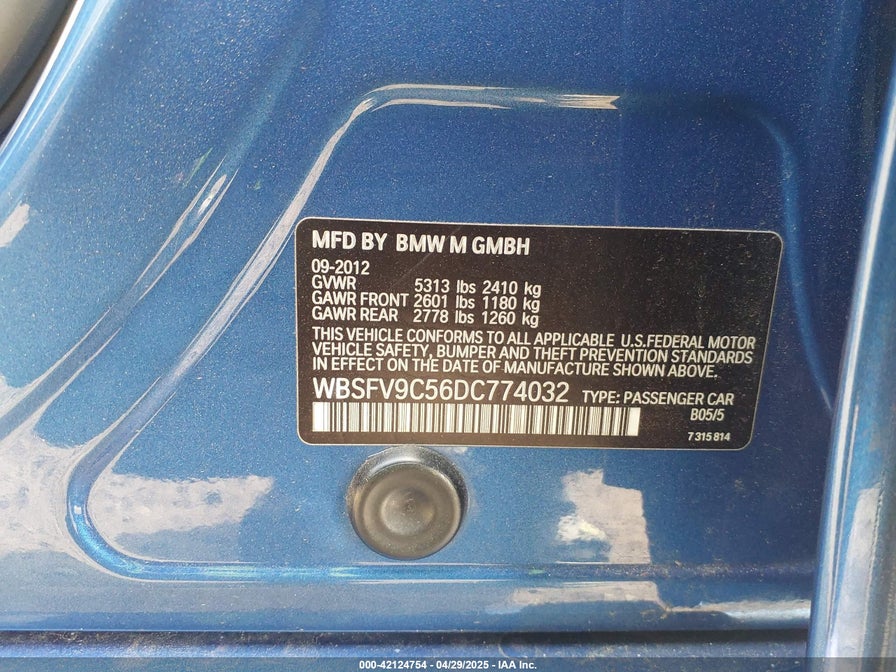 MFD BY BMW M GMBH
09-2012
GVWR 5313 lbs 2410 kg
GAWR FRONT 2601 lbs 1180 kg
GAWR REAR 2778 lbs 1260 kg
THIS VEHICLE CONFORMS TO ALL APPLICABLE U.S.FEDERAL MOTOR
VEHICLE SAFETY, BUMPER AND THEFT PREVENTION STANDARDS
IN EFFECT ON THE DATE OF MANUFACTURE SHOWN ABOVE.
WBSFV9C56DC774032 TYPE: PASSENGER CAR
B05/5
7 315 814
000-42124754 - 04/29/2025 - IAA Inc.